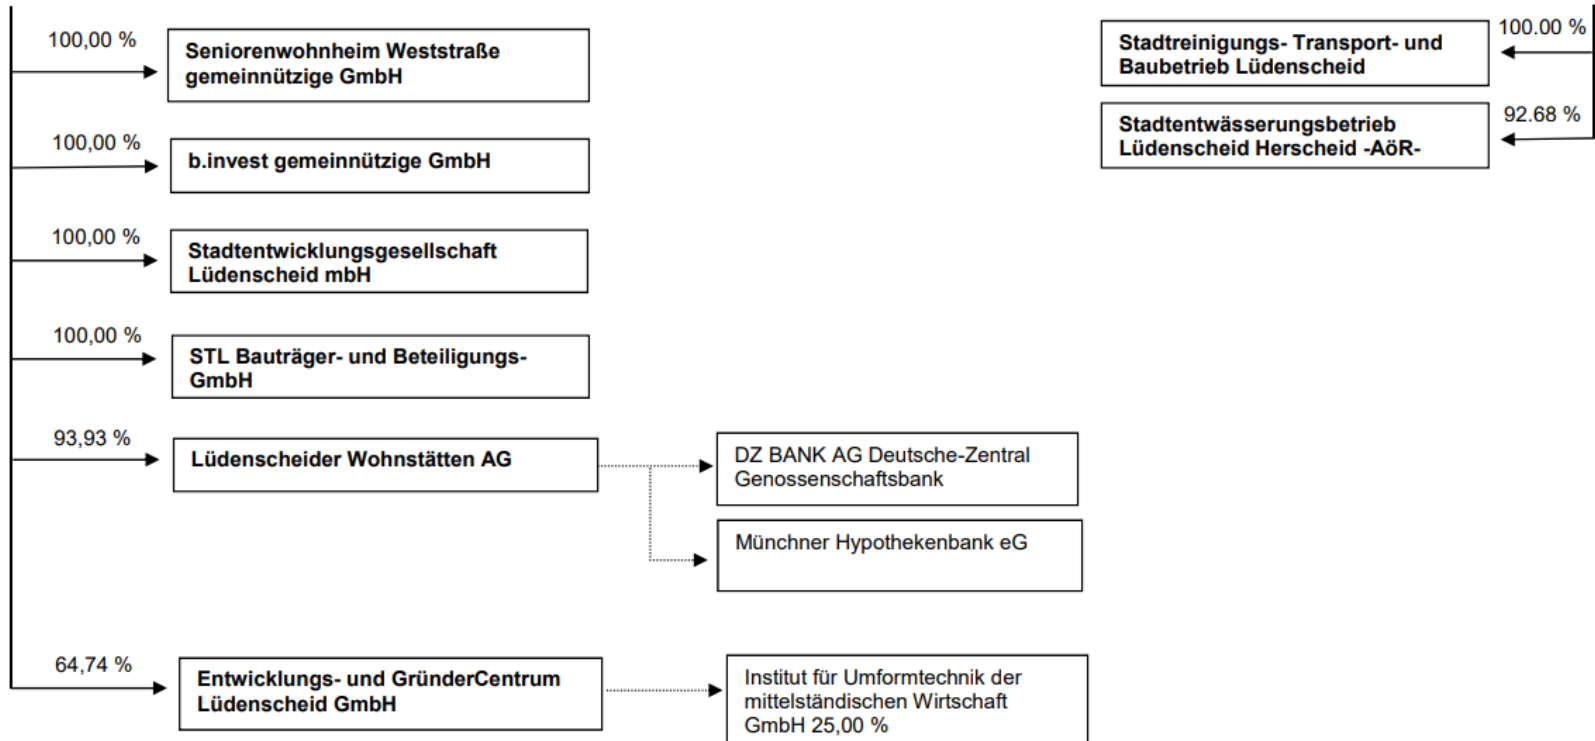 100,00 %
Seniorenwohnheim Weststraße
gemeinnützige GmbH
100.00 %
Stadtreinigungs- Transport- und
Baubetrieb Lüdenscheid
100,00 %
b.invest gemeinnützige GmbH
92.68 %
Stadtentwässerungsbetrieb
Lüdenscheid Herscheid -AöR-
100,00 %
Stadtentwicklungsgesellschaft
Lüdenscheid mbH
100,00 %
STL Bauträger- und Beteiligungs-
GmbH
93,93 %
Lüdenscheider Wohnstätten AG
DZ BANK AG Deutsche-Zentral
Genossenschaftsbank
Münchner Hypothekenbank eG
64,74 %
Entwicklungs- und GründerCentrum
Lüdenscheid GmbH
Institut für Umformtechnik der
mittelständischen Wirtschaft
GmbH 25,00 %